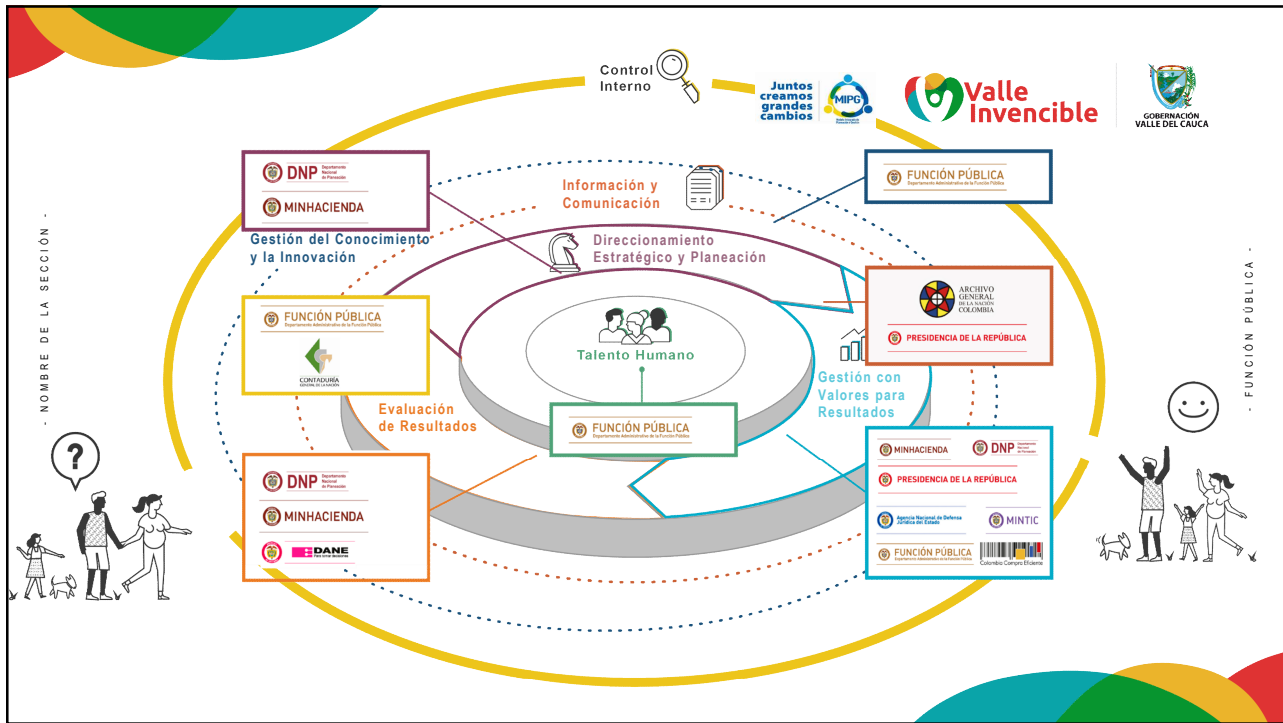 Control
Interno
Juntos
creamos
grandes
cambios
MIPG
Valle
Invencible
GOBERNACIÓN
VALLE DEL CAUCA
DNP
Departamento
Nacional
de Planeación
MINHACIENDA
Información y
Comunicación
FUNCIÓN PÚBLICA
Departamento Administrativo de la Función Pública
Gestión del Conocimiento
y la Innovación
Direccionamiento
Estratégico y Planeación
- NOMBRE DE LA SECCIÓN -
- FUNCIÓN PÚBLICA -
FUNCIÓN PÚBLICA
Departamento Administrativo de la Función Pública
CONTADURÍA
GENERAL DE LA NACIÓN
ARCHIVO
GENERAL
DE LA NACIÓN
COLOMBIA
PRESIDENCIA DE LA REPÚBLICA
Talento Humano
Gestión con
Valores para
Resultados
Evaluación
de Resultados
FUNCIÓN PÚBLICA
Departamento Administrativo de la Función Pública
?
DNP
Departamento
Nacional
de Planeación
MINHACIENDA
DANE
MINHACIENDA
DNP
Departamento
Nacional
de Planeación
PRESIDENCIA DE LA REPÚBLICA
Agencia Nacional de Defensa
Jurídica del Estado
MINTIC
FUNCIÓN PÚBLICA
Departamento Administrativo de la Función Pública
Colombia Compra Eficiente